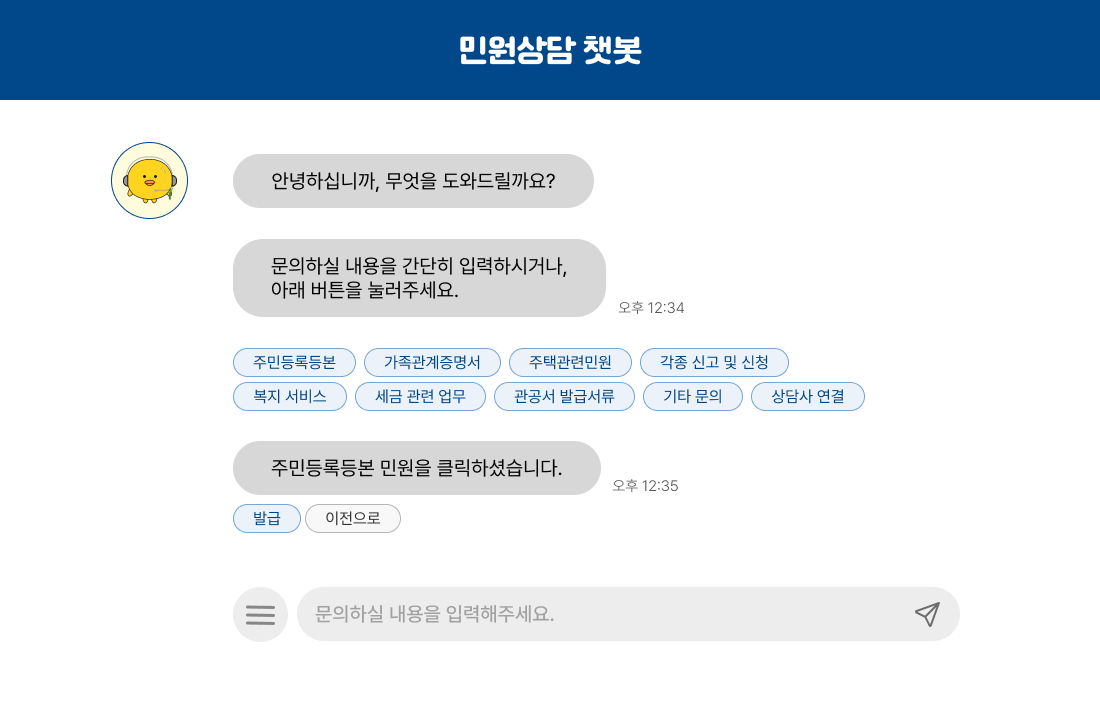 민원상담 챗봇
안녕하십니까, 무엇을 도와드릴까요?
문의하실 내용을 간단히 입력하시거나,
아래 버튼을 눌러주세요.
오후 12:34
주민등록등본 가족관계증명서 주택관련민원 각종 신고 및 신청
복지 서비스 세금 관련 업무 관공서 발급서류 기타 문의 상담사 연결
주민등록등본 민원을 클릭하셨습니다.
오후 12:35
발급 이전으로
문의하실 내용을 입력해주세요.